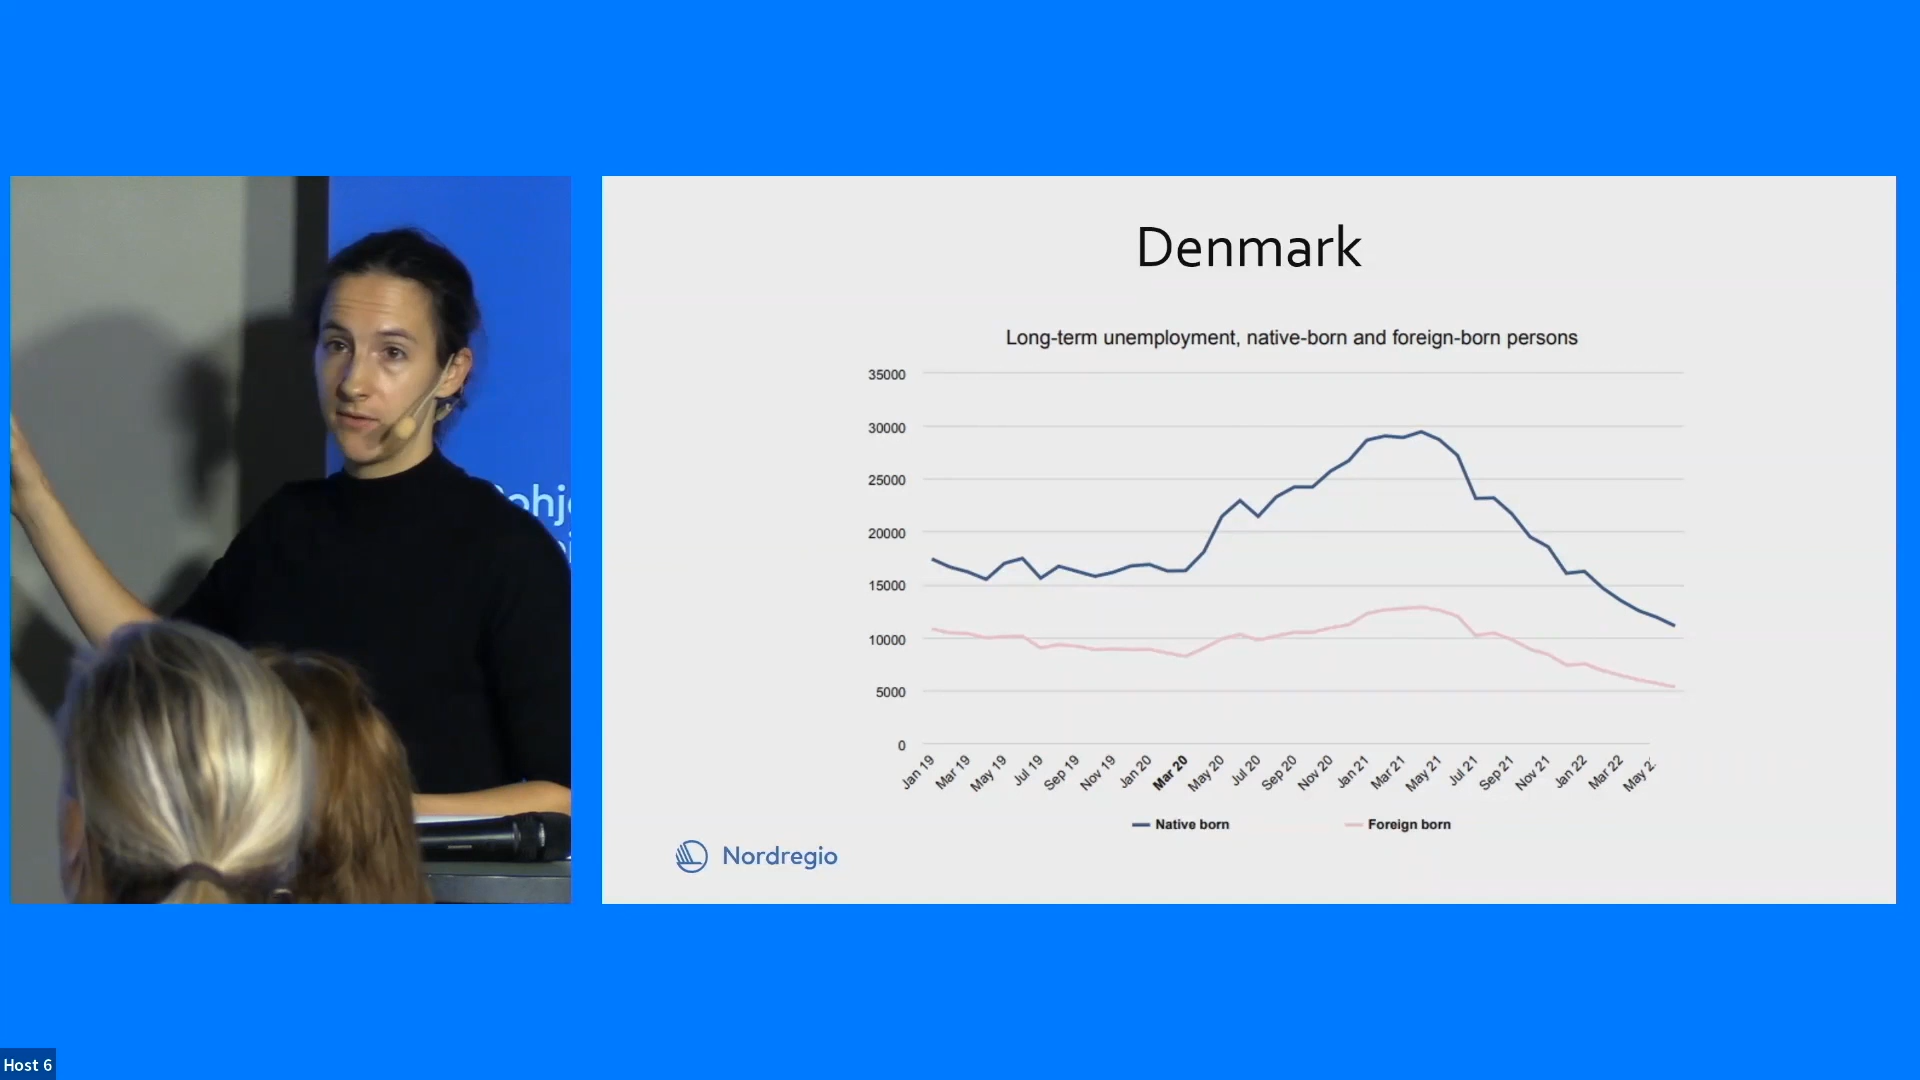 Denmark
Long-term unemployment, native-born and foreign-born persons
35000
30000
25000
20000
15000
10000
5000
0
Jan 19 Mar 19 May 19 Jul 19 Sep 19 Nov 19 Jan 20 Mar 20 May 20 Jul 20 Sep 20 Nov 20 Jan 21 Mar 21 May 21 Jul 21 Sep 21 Nov 21 Jan 22 Mar 22 May 2
Native born Foreign born
Nordregio
ohj
Host 6